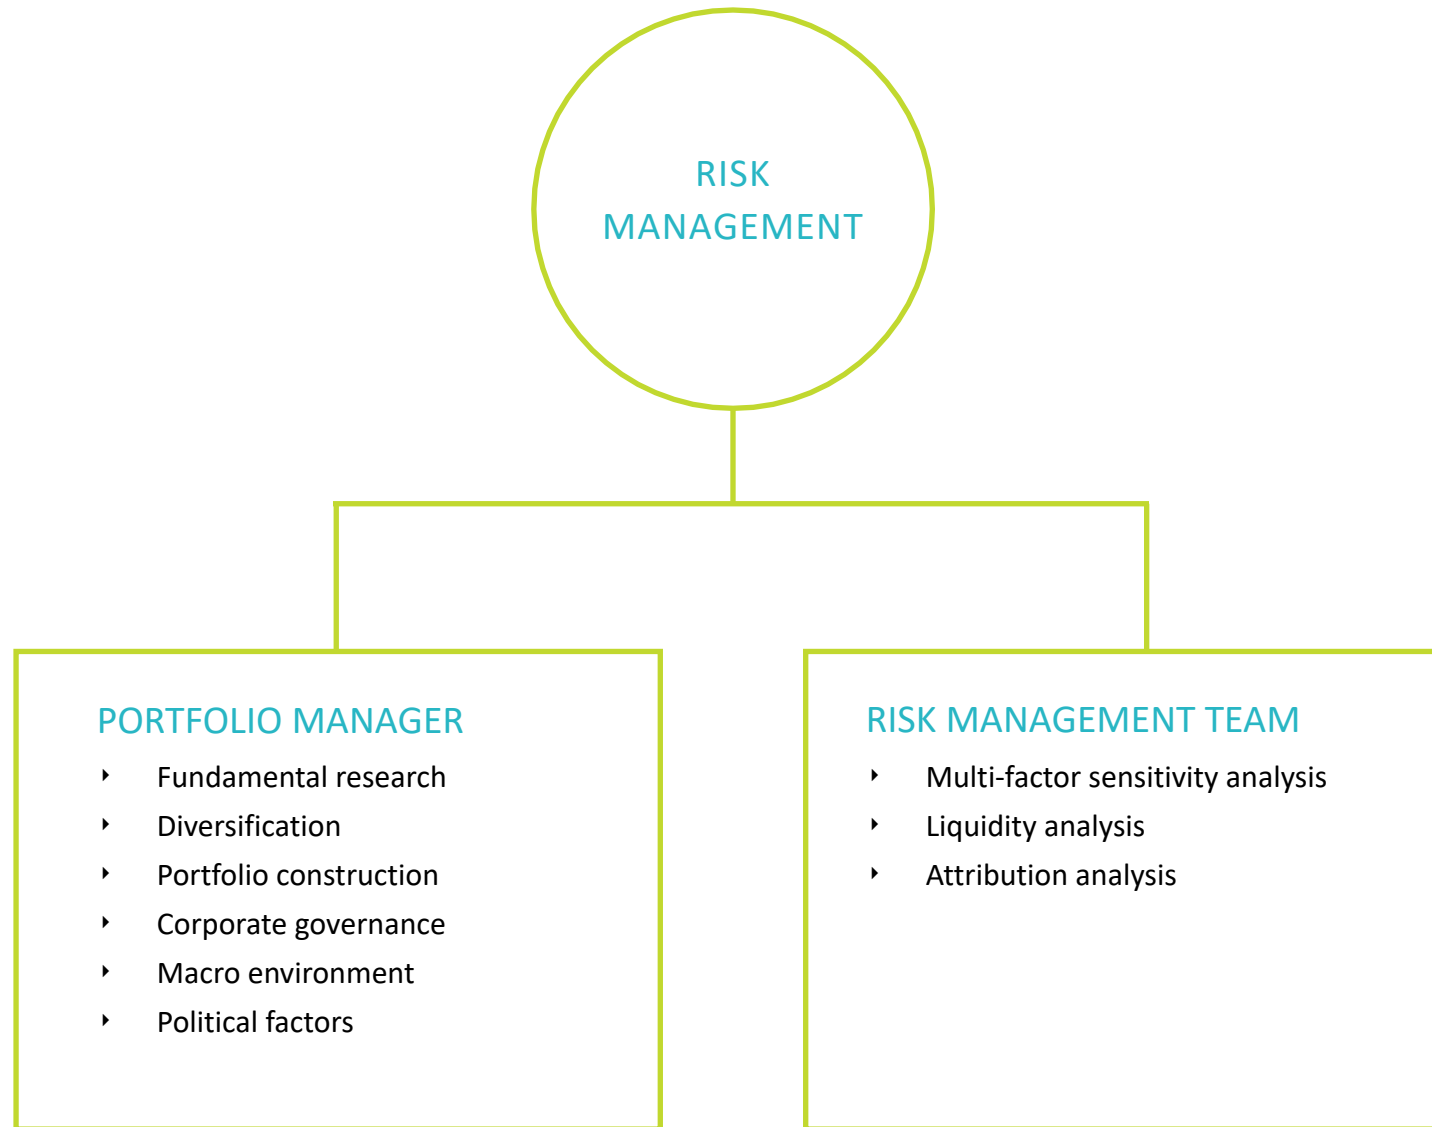 RISK
MANAGEMENT
PORTFOLIO MANAGER
‣ Fundamental research
‣ Diversification
‣ Portfolio construction
‣ Corporate governance
‣ Macro environment
‣ Political factors
RISK MANAGEMENT TEAM
‣ Multi-factor sensitivity analysis
‣ Liquidity analysis
‣ Attribution analysis